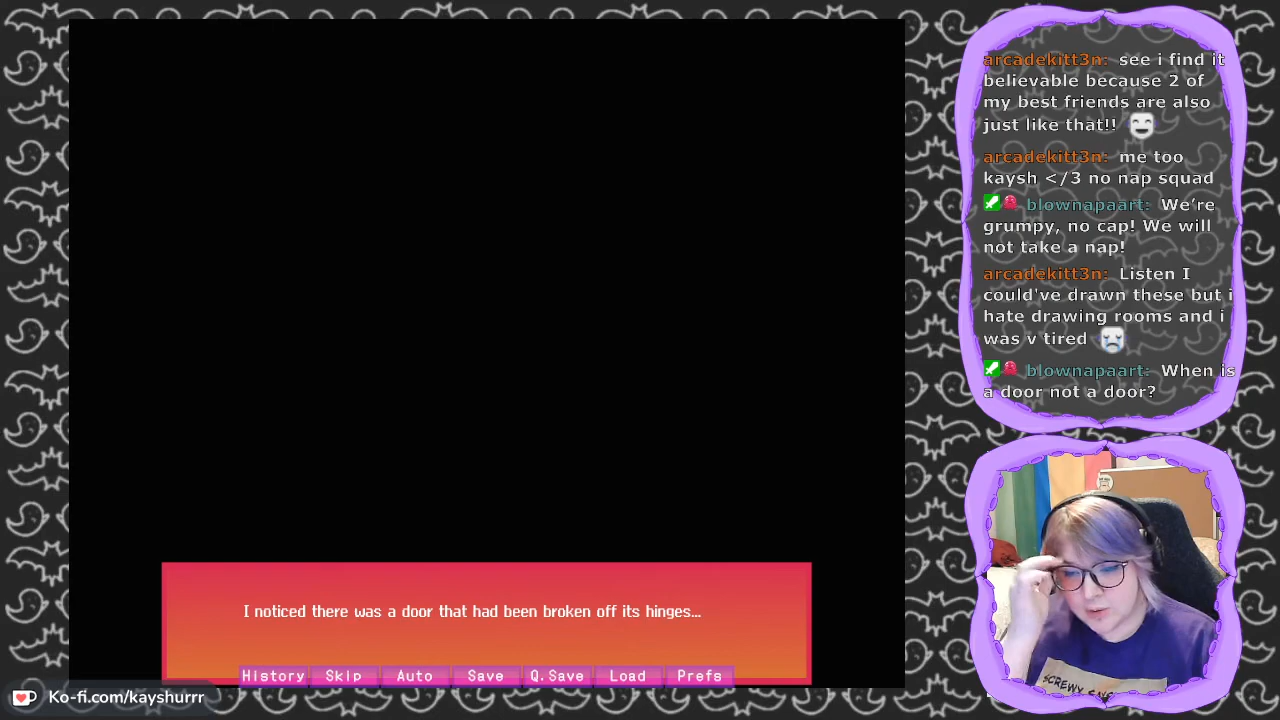 arcadekitt3n: see i find it
believable because 2 of
my best friends are also
just like that!!
arcadekitt3n: me too
kaysh </3 no nap squad
blownapaart: We're
grumpy, no cap! We will
not take a nap!
arcadekitt3n: Listen I
could've drawn these but i
hate drawing rooms and i
was v tired
blownapaart: When is
a door not a door?
I noticed there was a door that had been broken off its hinges...
History Skip Auto Save Q.Save Load Prefs
Ko-fi.com/kayshurrr